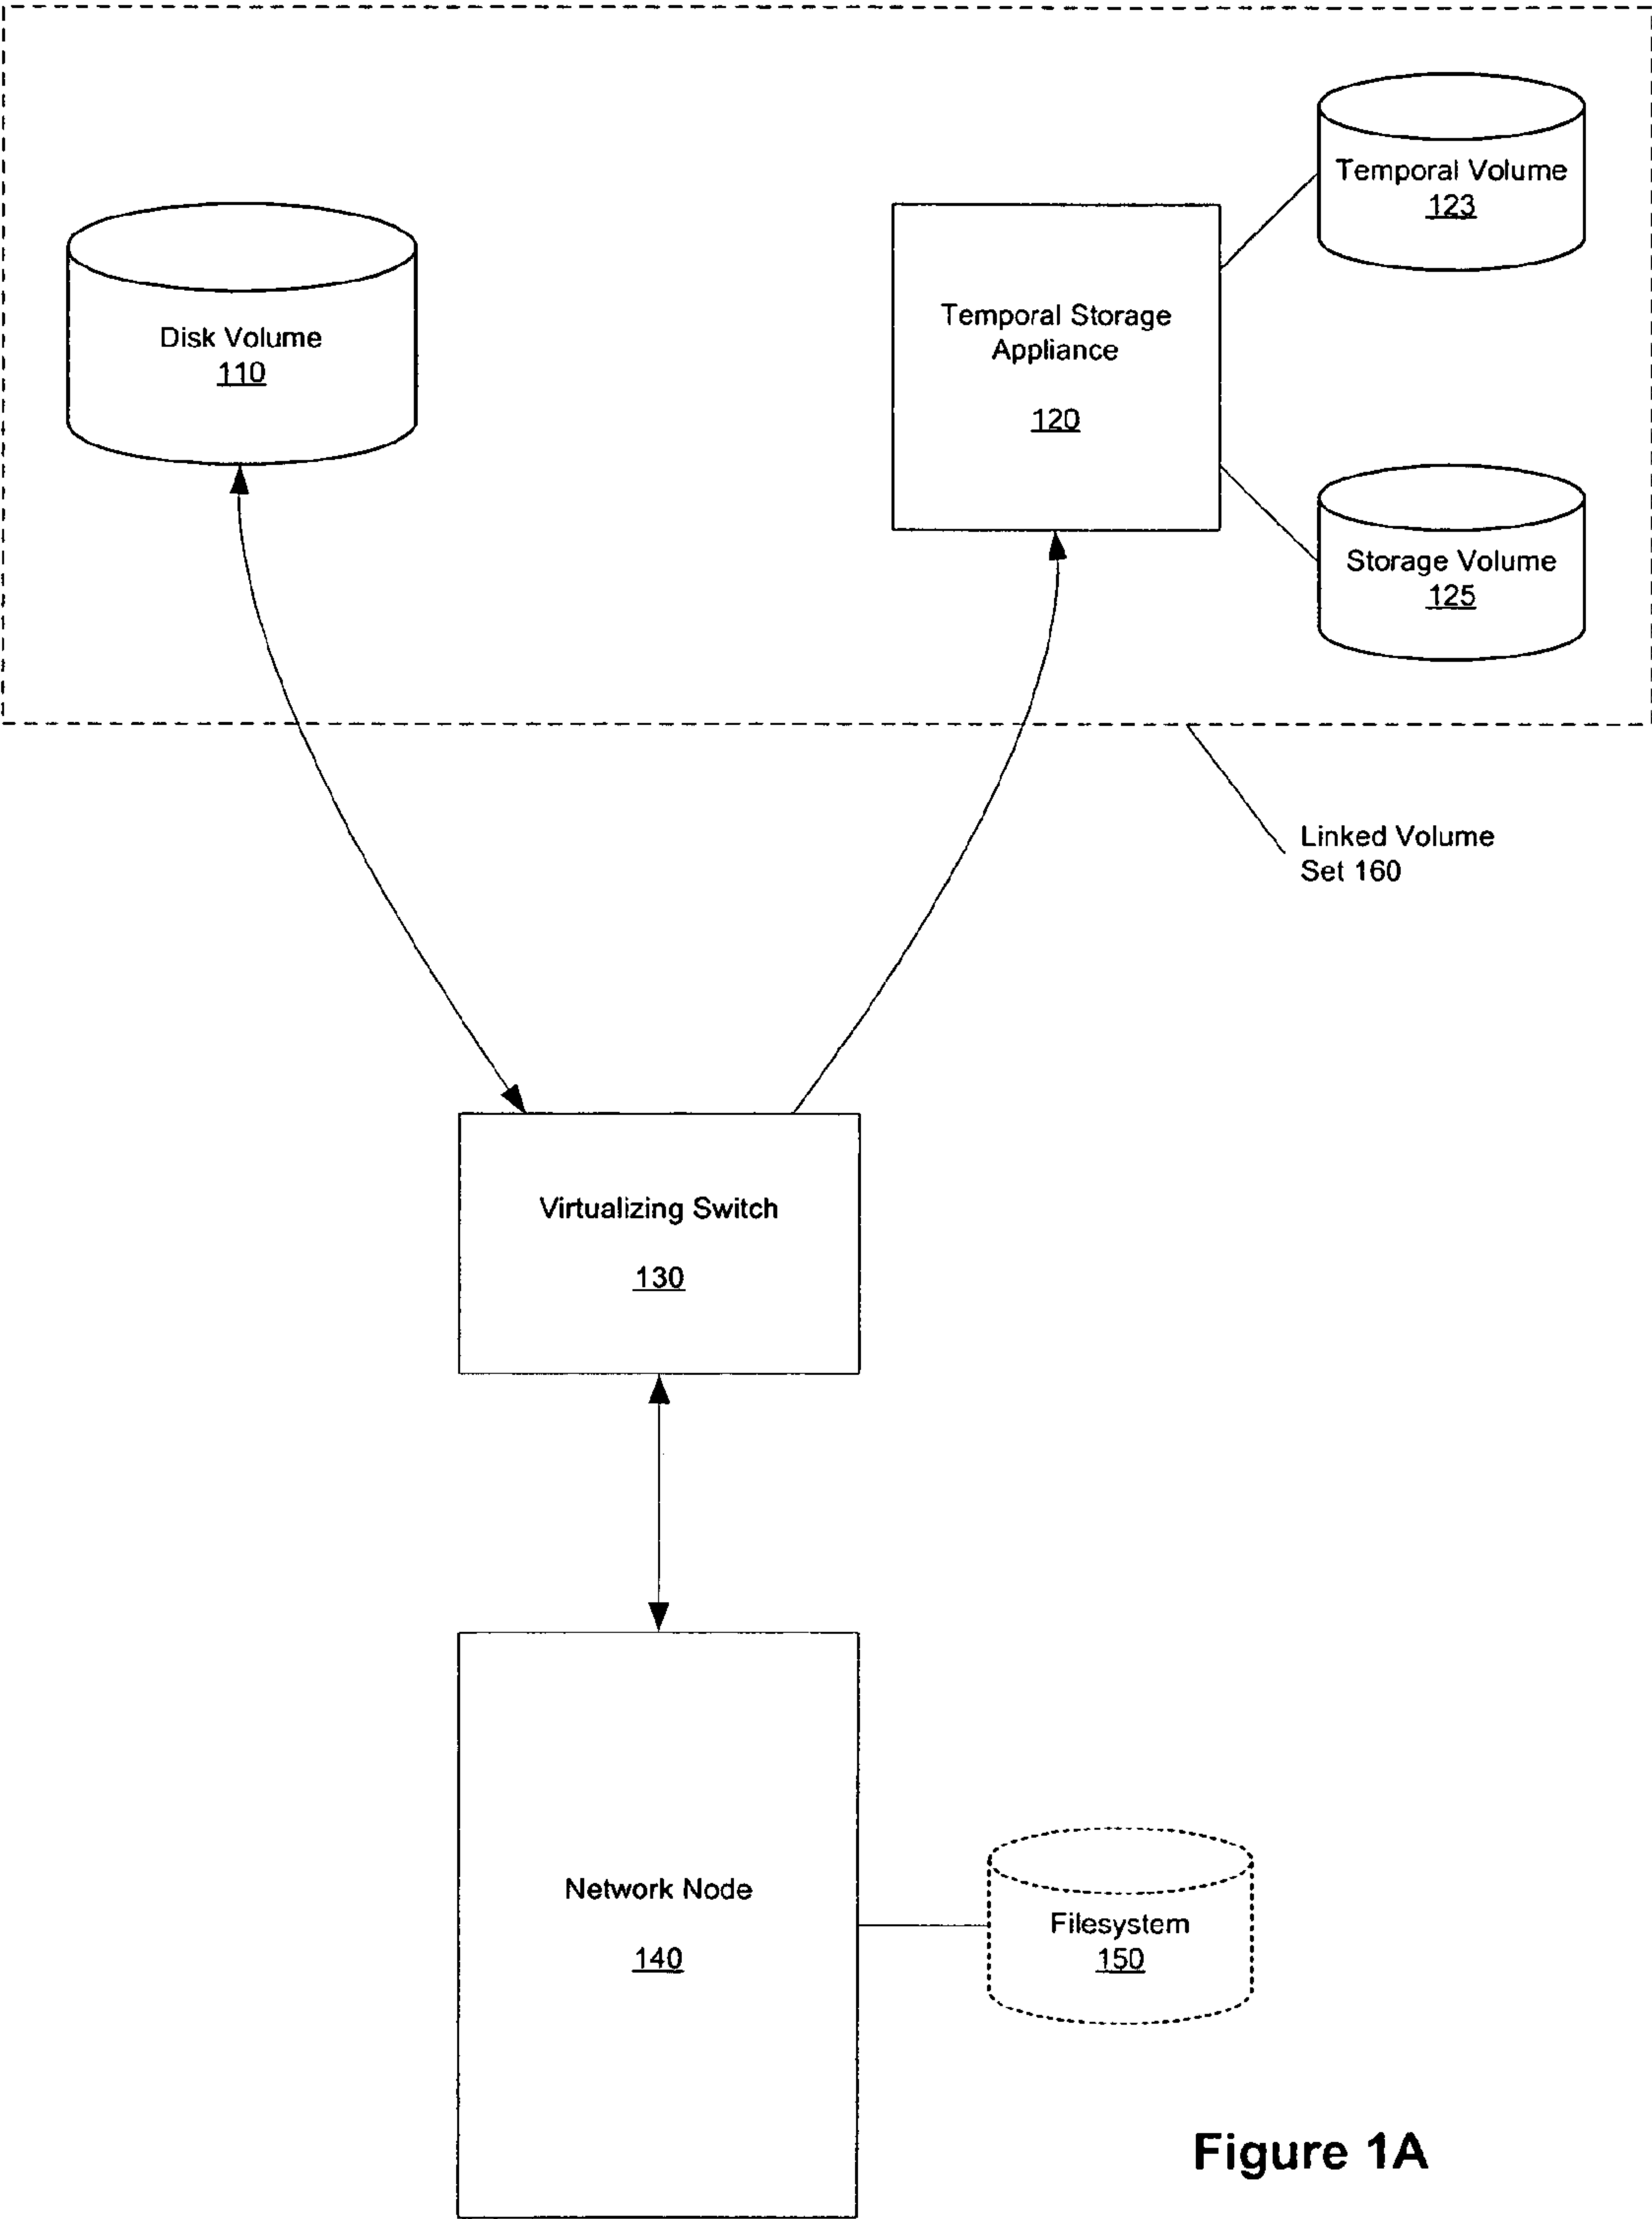 Temporal Volume
123
Disk Volume
110
Temporal Storage
Appliance
120
Storage Volume
125
Linked Volume
Set 160
Virtualizing Switch
130
Network Node
140
Filesystem
150
Figure 1A